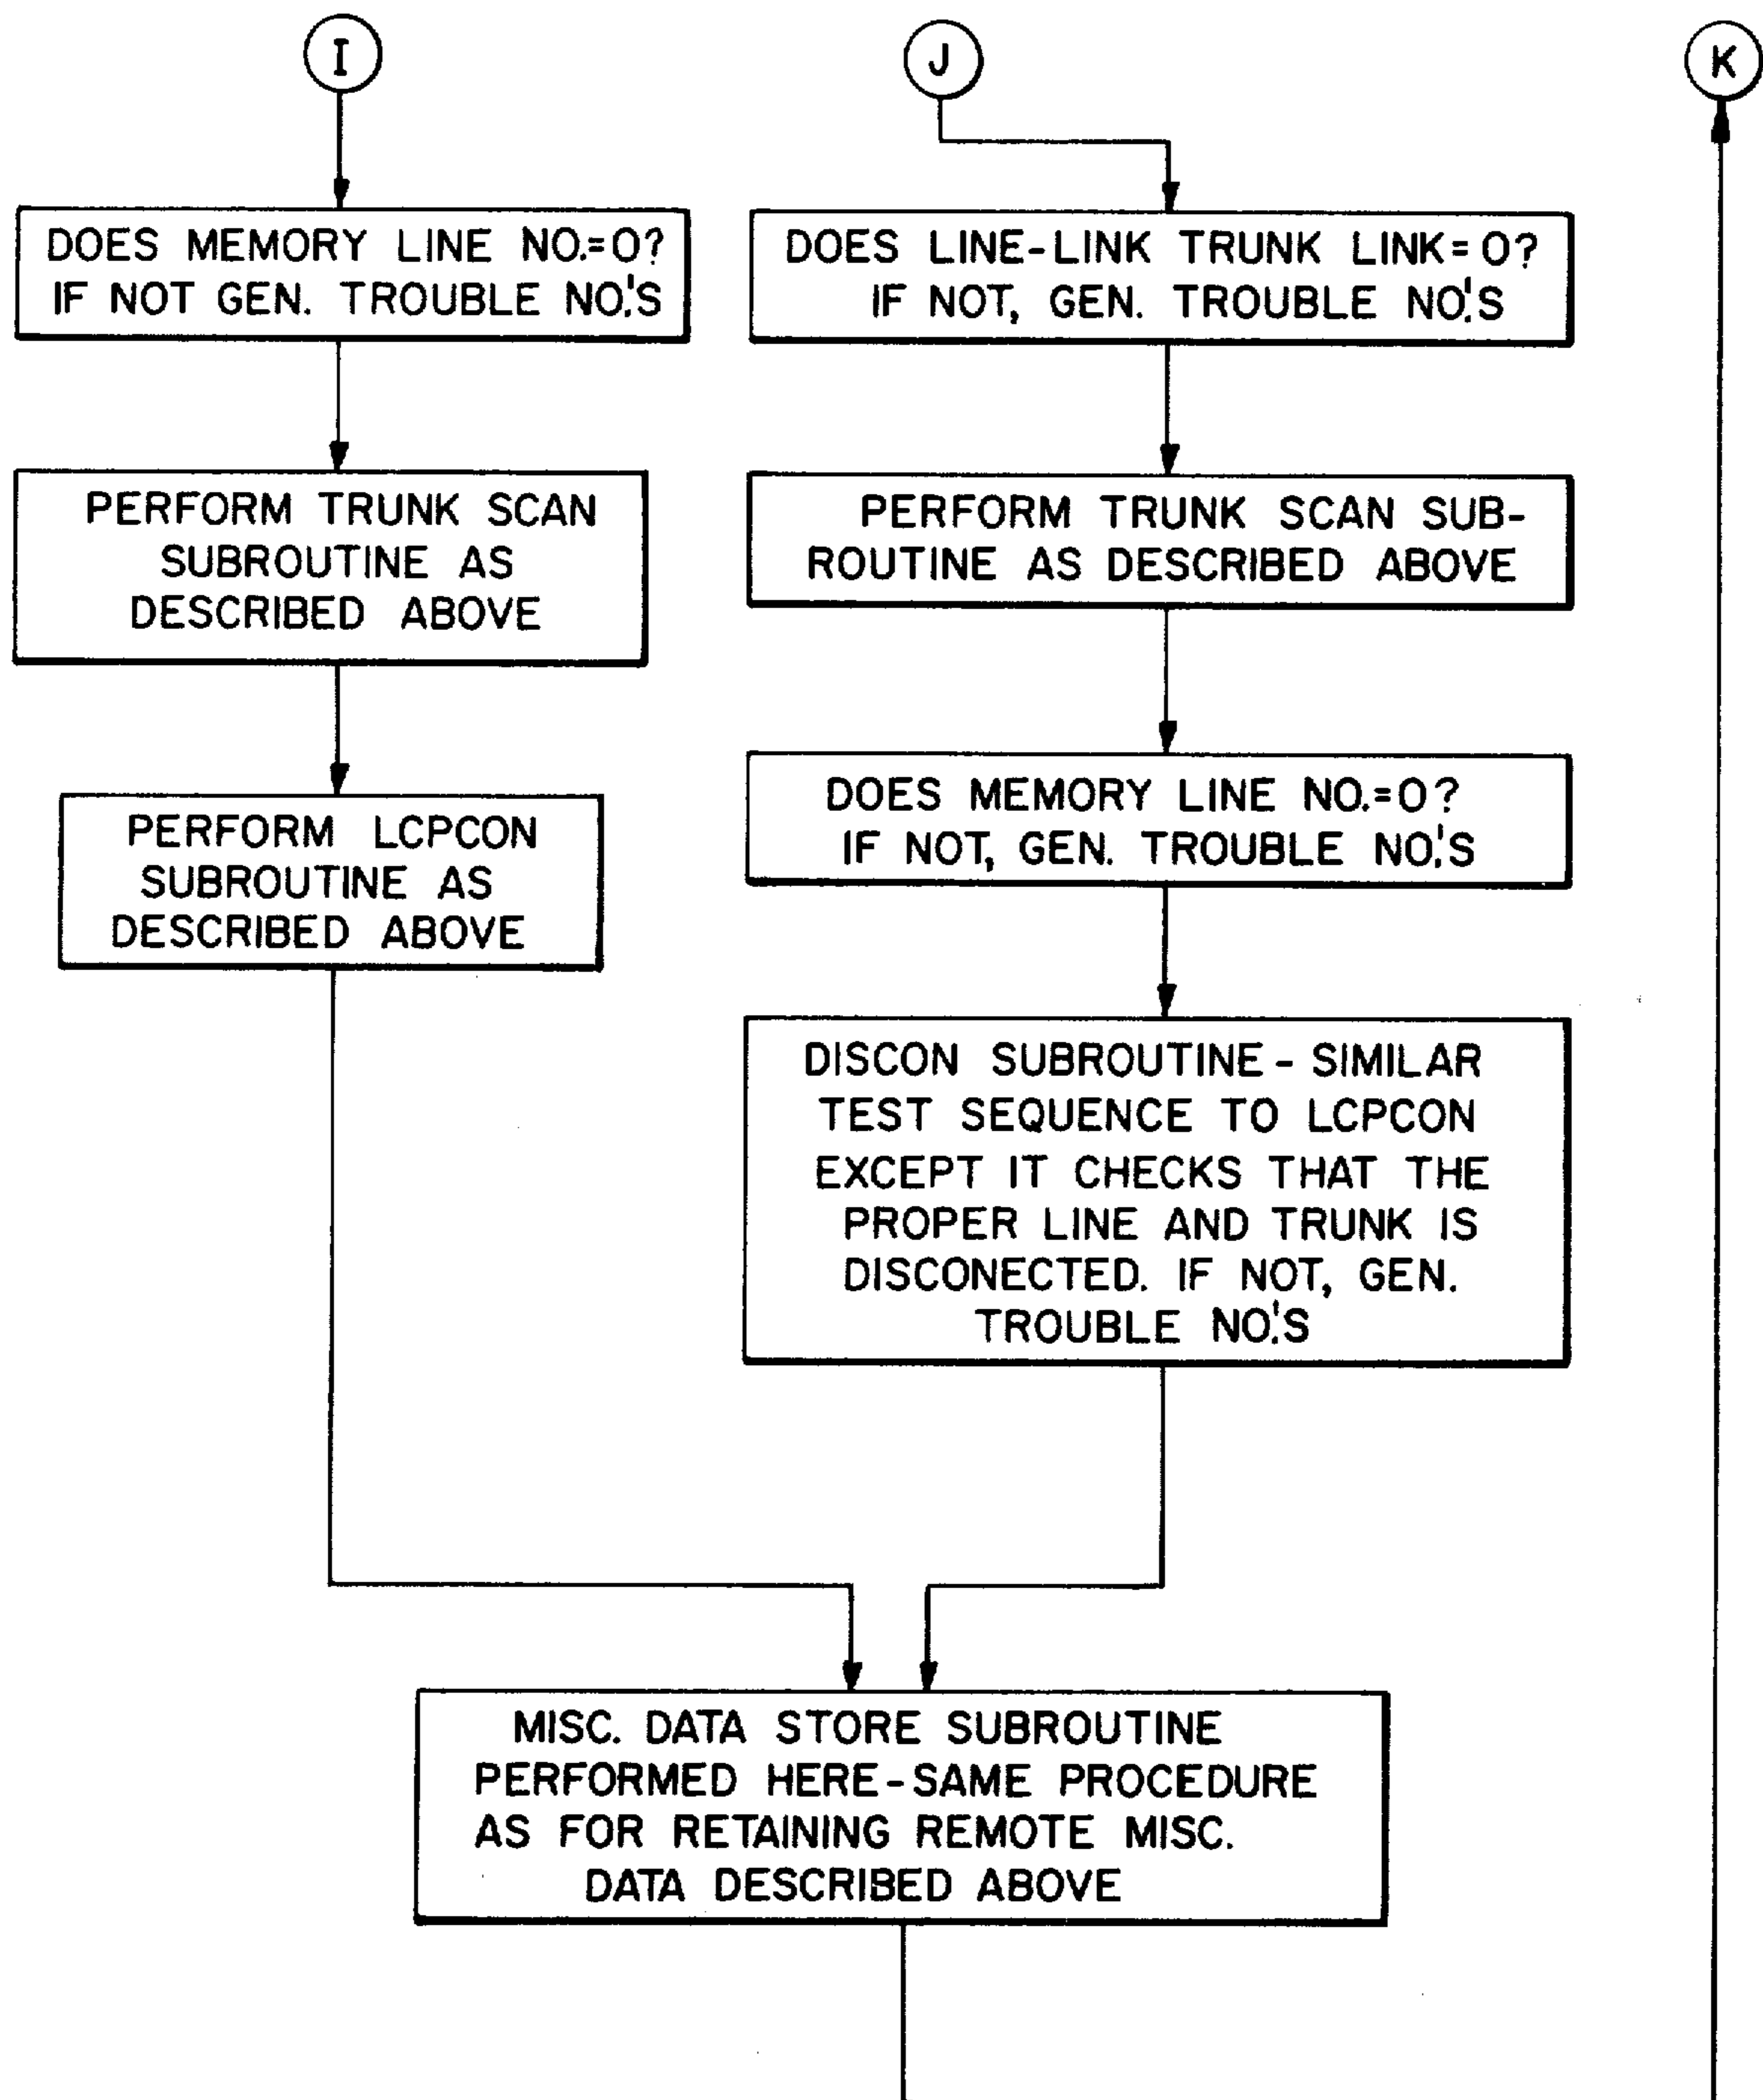 I
J
K
DOES MEMORY LINE NO.=0?
IF NOT GEN. TROUBLE NO.'S
PERFORM TRUNK SCAN
SUBROUTINE AS
DESCRIBED ABOVE
PERFORM LCPCON
SUBROUTINE AS
DESCRIBED ABOVE
DOES LINE-LINK TRUNK LINK=0?
IF NOT, GEN. TROUBLE NO.'S
PERFORM TRUNK SCAN SUB-
ROUTINE AS DESCRIBED ABOVE
DOES MEMORY LINE NO.=0?
IF NOT, GEN. TROUBLE NO.'S
DISCON SUBROUTINE - SIMILAR
TEST SEQUENCE TO LCPCON
EXCEPT IT CHECKS THAT THE
PROPER LINE AND TRUNK IS
DISCONECTED. IF NOT, GEN.
TROUBLE NO.'S
MISC. DATA STORE SUBROUTINE
PERFORMED HERE-SAME PROCEDURE
AS FOR RETAINING REMOTE MISC.
DATA DESCRIBED ABOVE